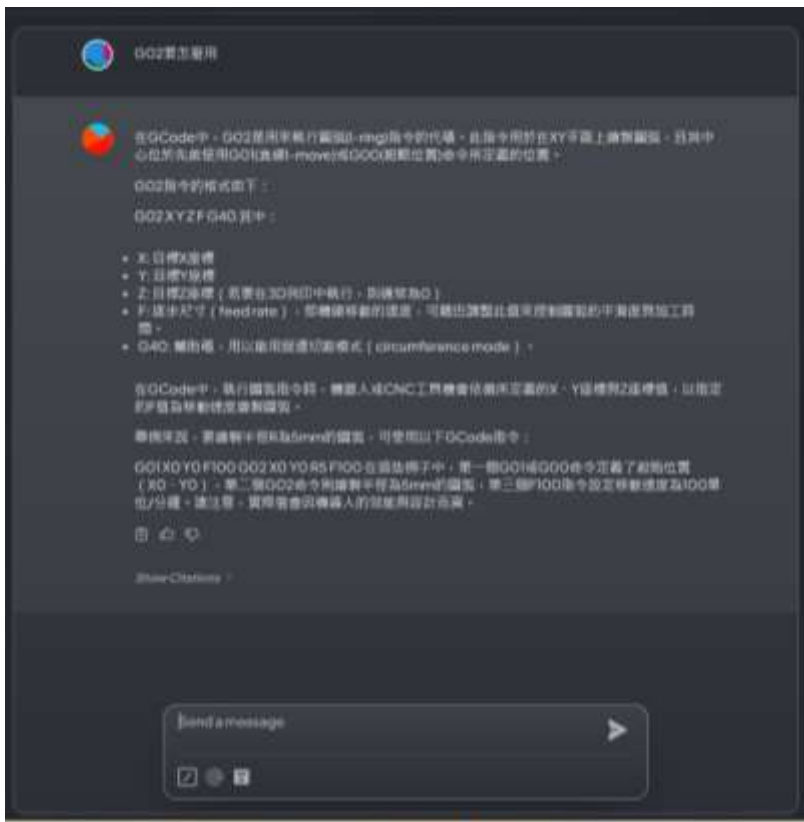 G02要怎麼用
在GCode中，G02是用來執行圓弧(t-ring)指令的代碼。此指令用於在XY平面上繪製圓弧，且其中
心位於先前使用G01(直線t-move)或G00(起點位置)命令所定義的位置。
G02指令的格式如下：
G02 X Y Z F G40 其中：
X: 目標X座標
Y: 目標Y座標
Z: 目標Z座標（若要在3D列印中執行，則通常為0）
F: 進步尺寸（feed rate），即機器移動的速度，可藉由調整此值來控制圓弧的平滑度與加工時
間。
G40: 輔助碼，用以啟用 模式（circumference mode）。
在GCode中，執行圓弧指令時，機器人或CNC工具機會依據所定義的X、Y座標與Z座標值，以指定
的F值為移動速度繪製圓弧。
舉例來說，要繪製半徑R為5mm的圓弧，可使用以下GCode指令：
G01 X0 Y0 F100 G02 X0 Y0 R5 F100 在這些例子中，第一個G01或G00命令定義了起始位置
（X0、Y0），第二個G02命令則繪製半徑為5mm的圓弧，第三個F100指令設定移動速度為100單
位/分鐘。請注意，實際值會因機器人的功能與設計而異。
Show Citations
Send a message